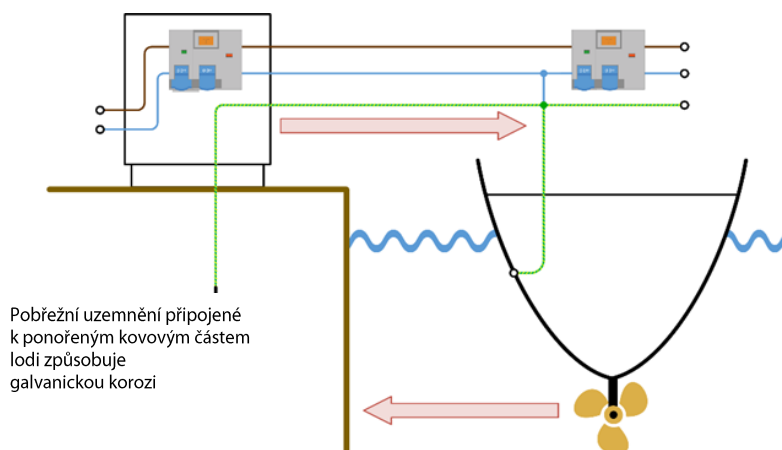 Pobřežní uzemnění připojené
k ponořeným kovovým částem
lodi způsobuje
galvanickou korozi